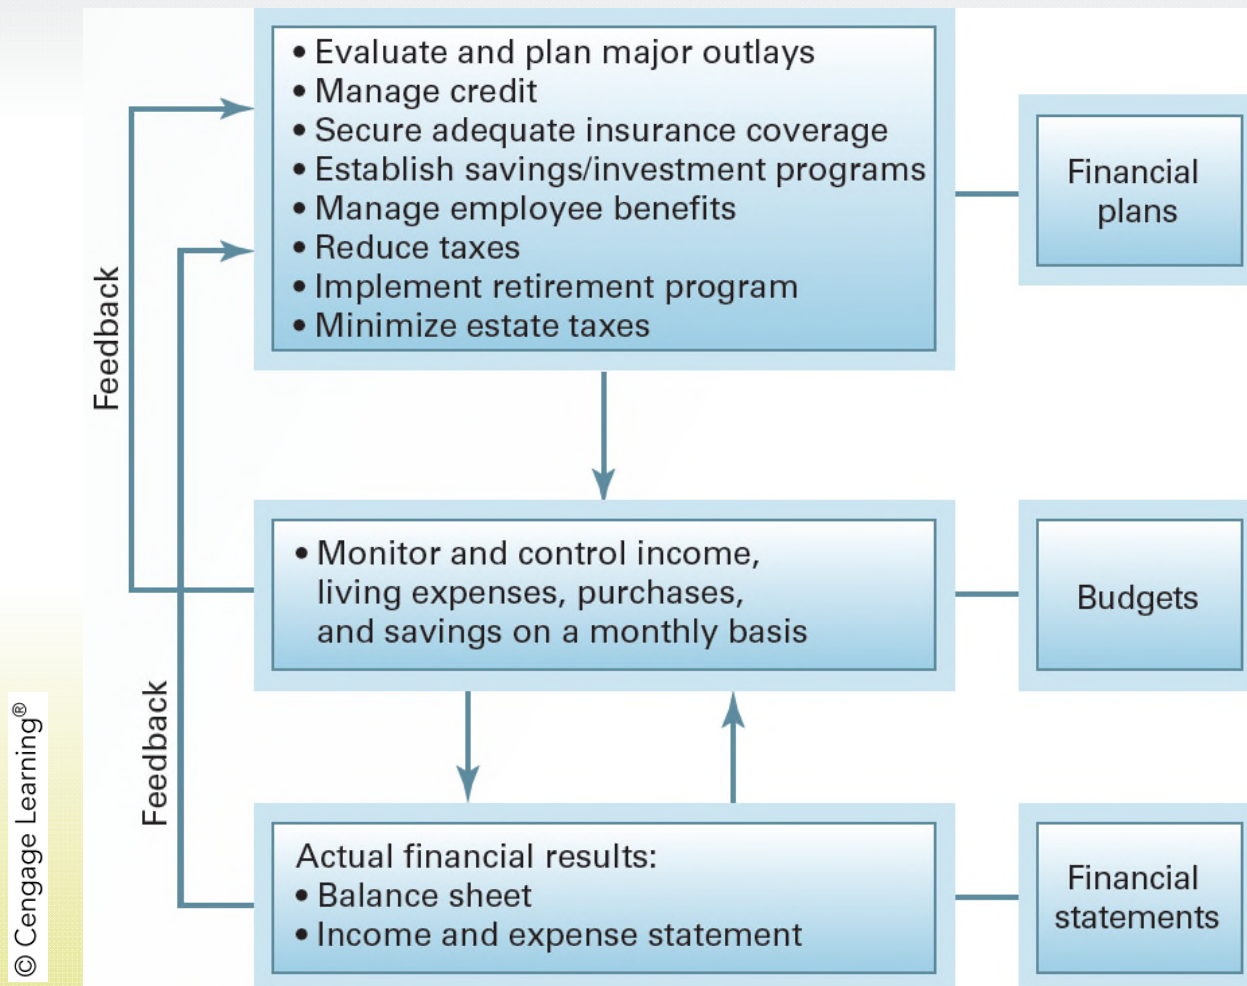 • Evaluate and plan major outlays
• Manage credit
• Secure adequate insurance coverage
• Establish savings/investment programs
• Manage employee benefits
• Reduce taxes
• Implement retirement program
• Minimize estate taxes
Financial
plans
Feedback
• Monitor and control income,
living expenses, purchases,
and savings on a monthly basis
Budgets
Feedback
Actual financial results:
• Balance sheet
• Income and expense statement
Financial
statements
© Cengage Learning®